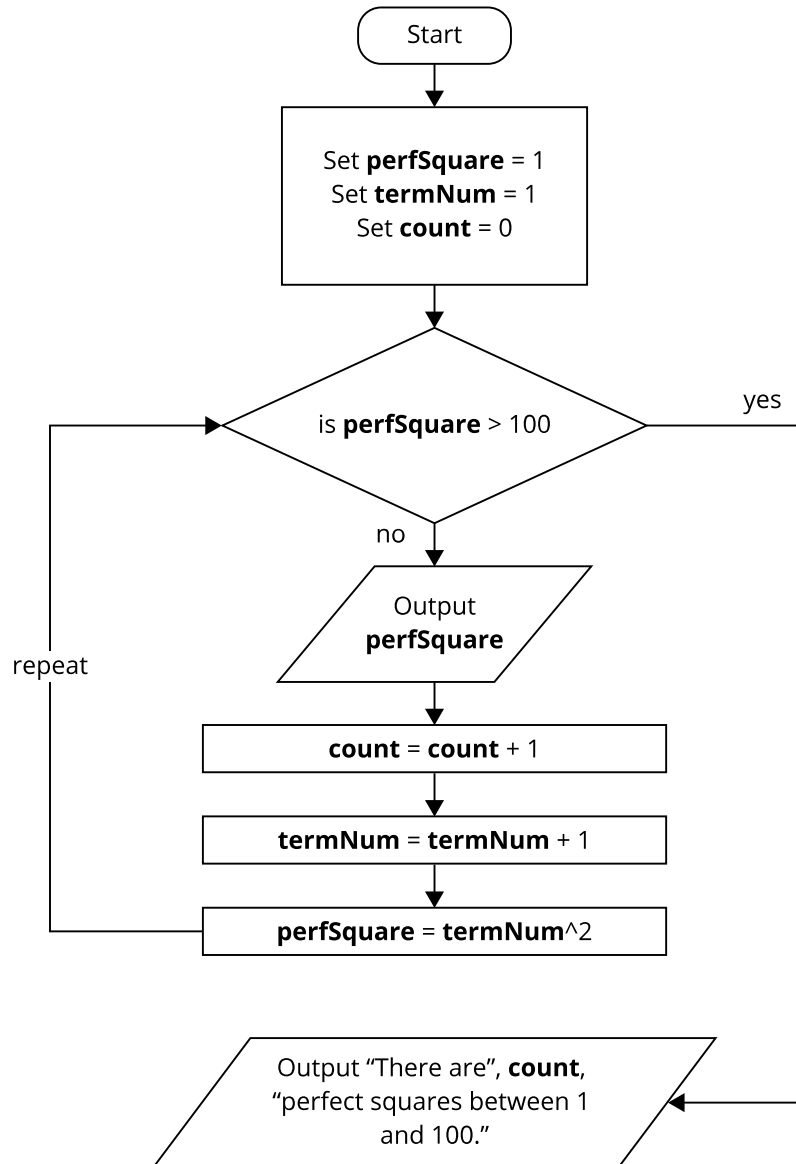 Start
Set perfSquare = 1
Set termNum = 1
Set count = 0
is perfSquare > 100
yes
no
Output
perfSquare
repeat
count = count + 1
termNum = termNum + 1
perfSquare = termNum^2
Output “There are”, count,
“perfect squares between 1
and 100.”